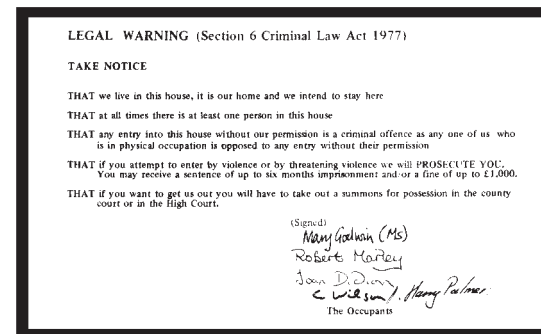 LEGAL WARNING (Section 6 Criminal Law Act 1977)
TAKE NOTICE
THAT we live in this house, it is our home and we intend to stay here
THAT at all times there is at least one person in this house
THAT any entry into this house without our permission is a criminal offence as any one of us who
is in physical occupation is opposed to any entry without their permission
THAT if you attempt to enter by violence or by threatening violence we will PROSECUTE YOU.
You may receive a sentence of up to six months imprisonment and/or a fine of up to £1,000.
THAT if you want to get us out you will have to take out a summons for possession in the county
court or in the High Court.
(Signed)
Mary Godwin (Ms)
Robert Marley
Joan D.
C Wilson / Harry Palmer
The Occupants